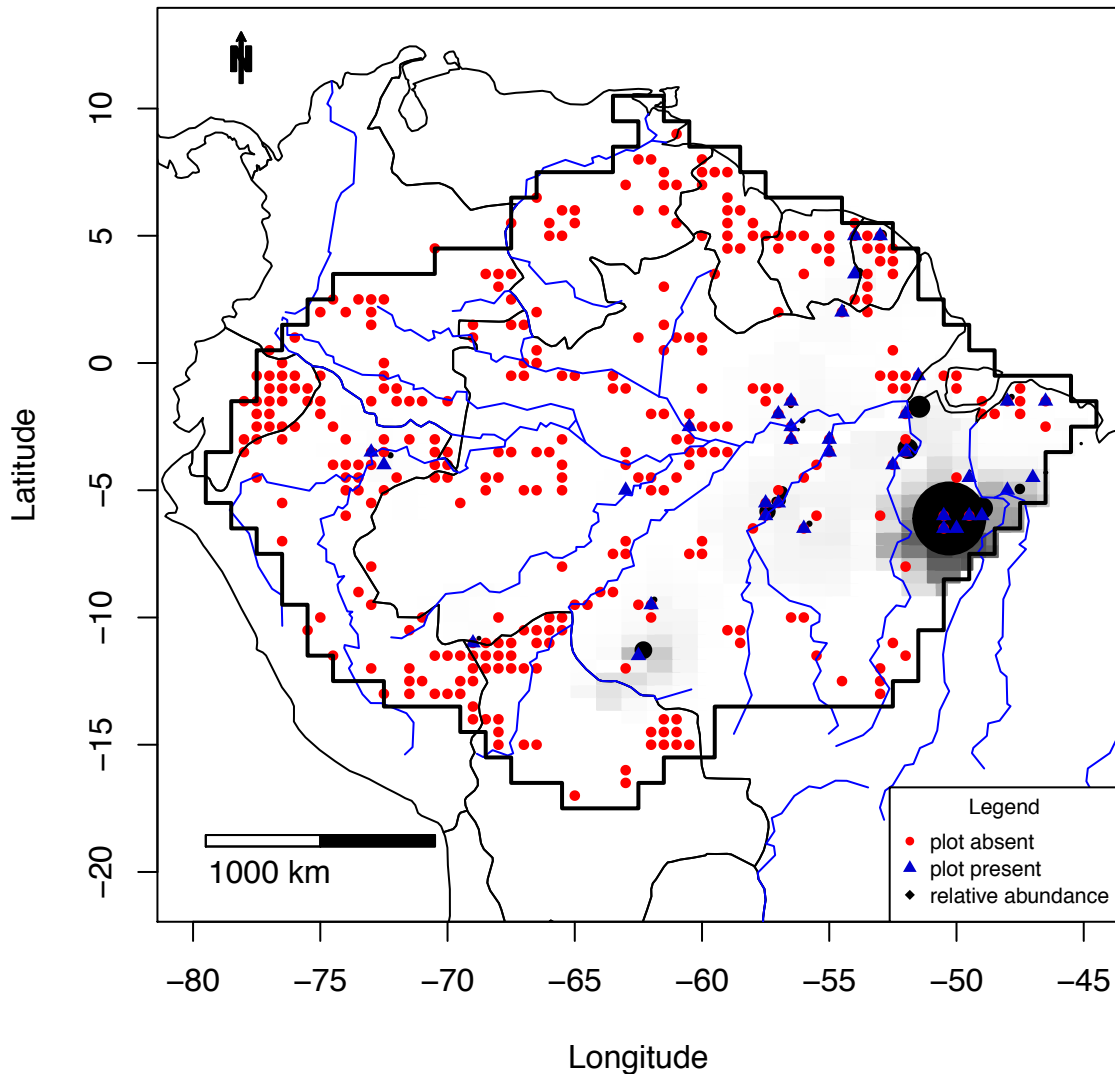 N
10
5
0
−5
−10
−15
−20
Latitude
1000 km
Legend
plot absent
plot present
relative abundance
−80 −75 −70 −65 −60 −55 −50 −45
Longitude